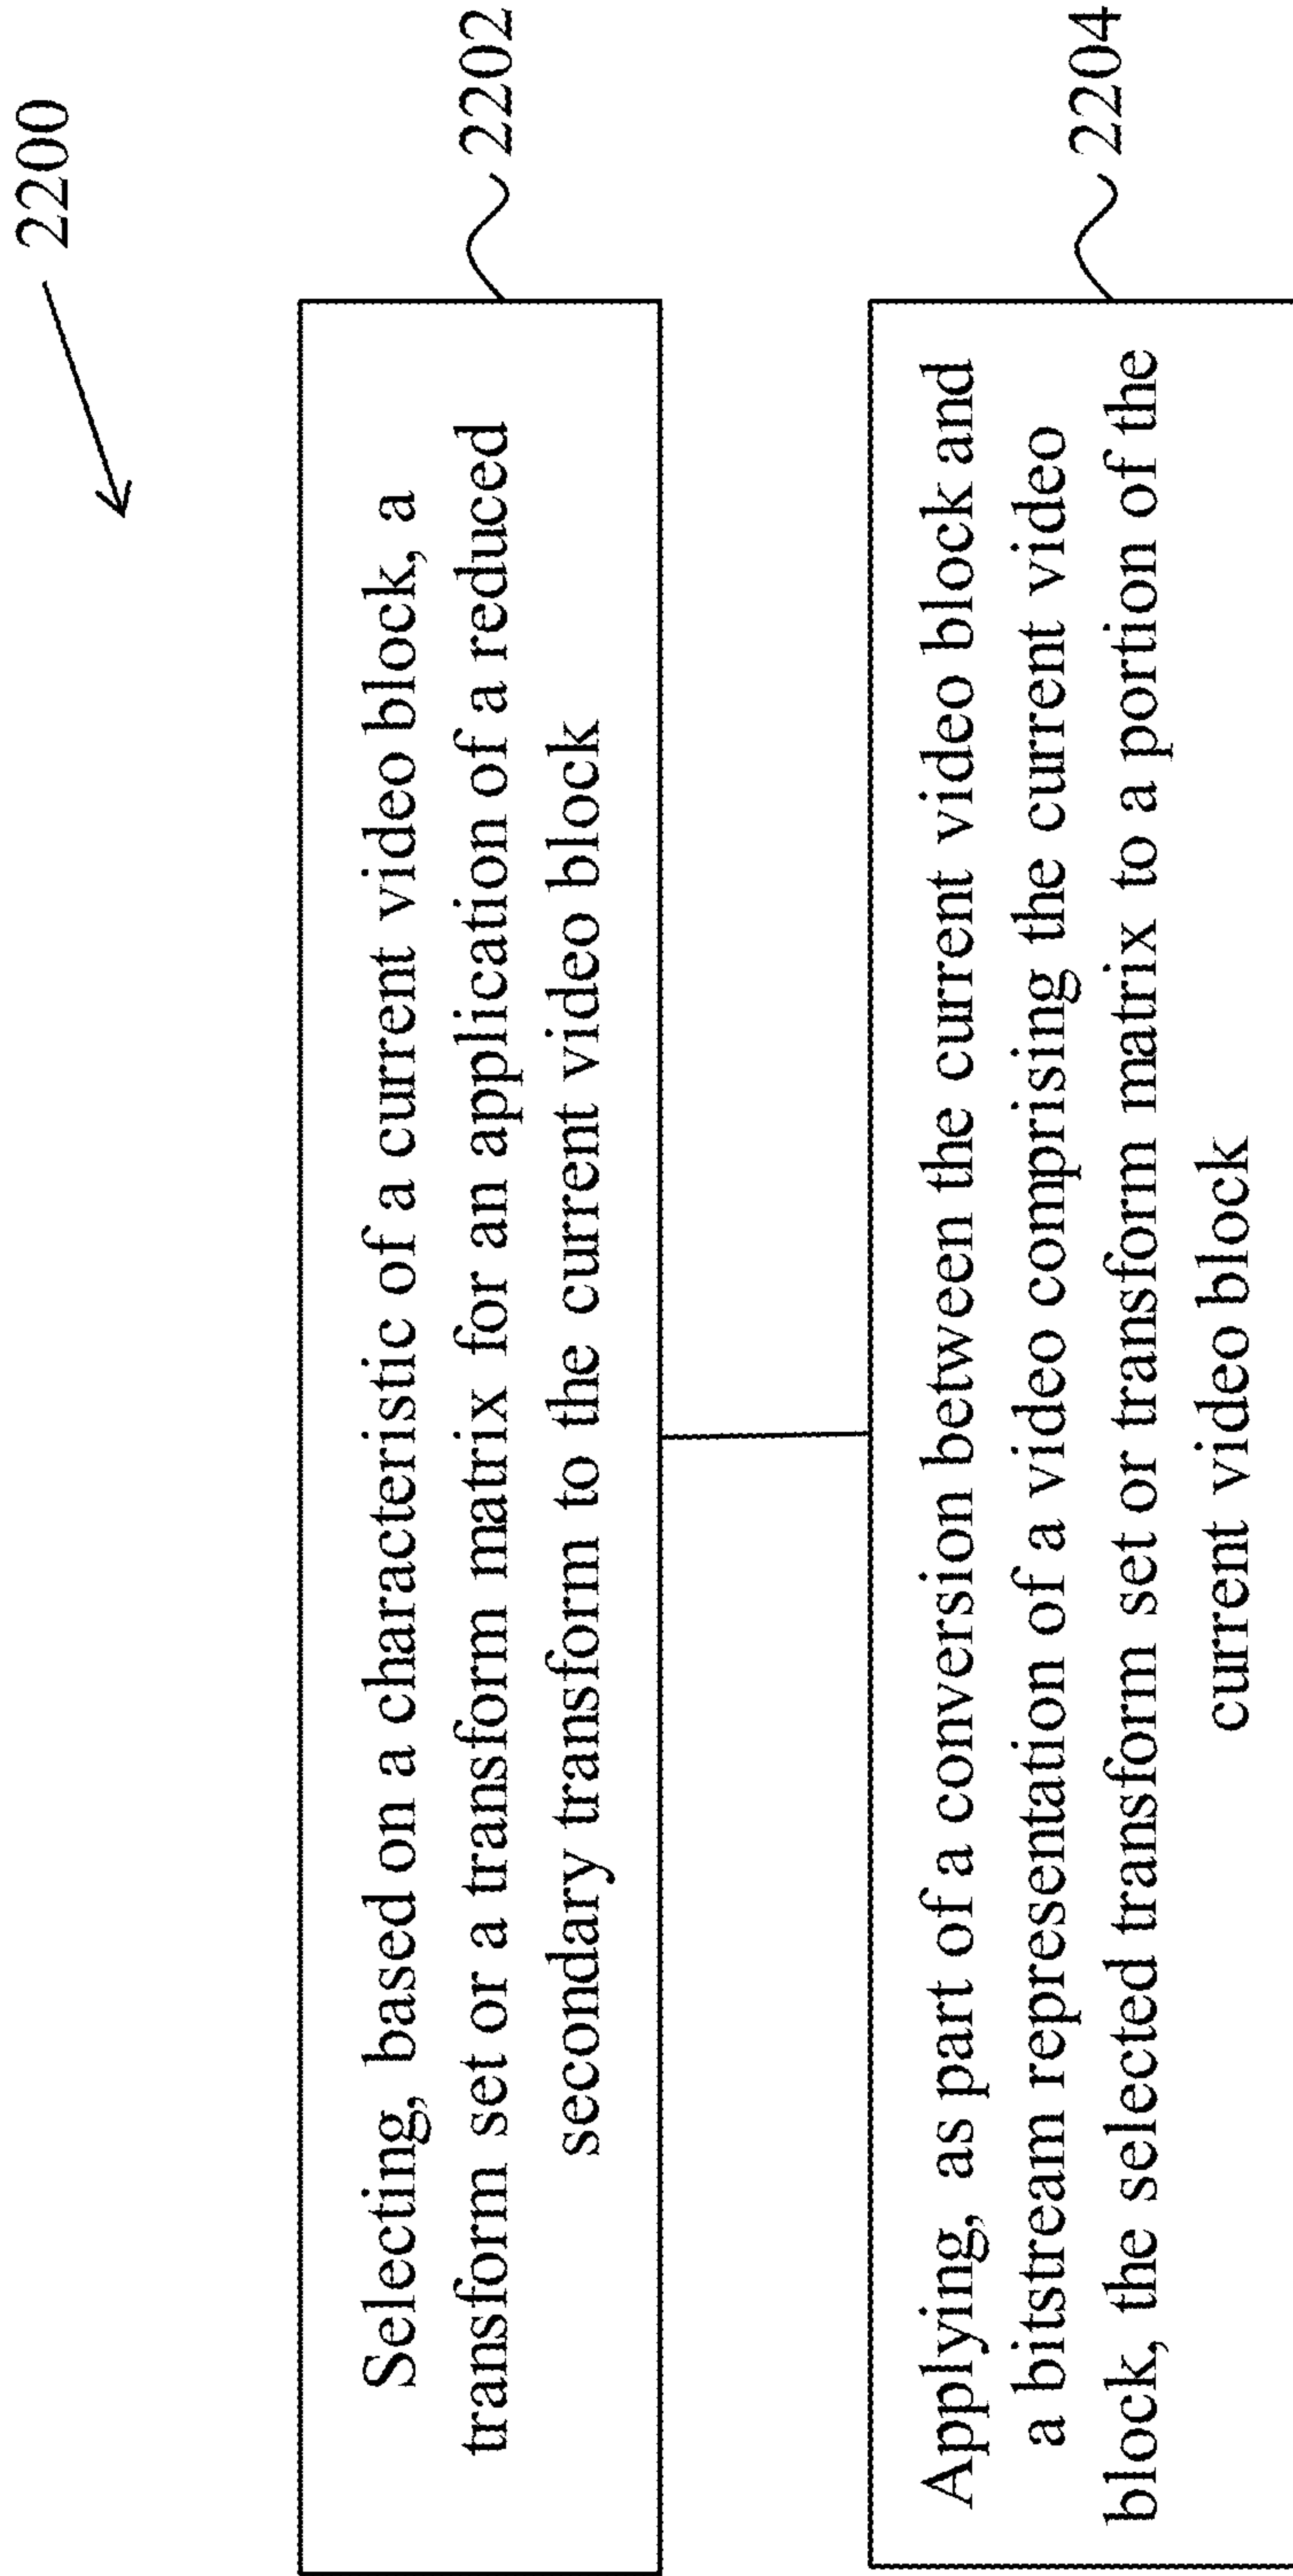 2200
Selecting, based on a characteristic of a current video block, a
transform set or a transform matrix for an application of a reduced
secondary transform to the current video block
2202
Applying, as part of a conversion between the current video block and
a bitstream representation of a video comprising the current video
block, the selected transform set or transform matrix to a portion of the
current video block
2204